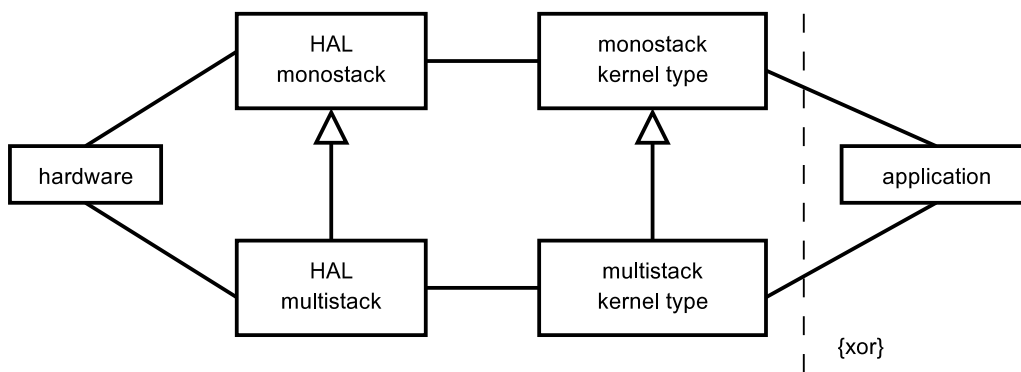 HAL
monostack
monostack
kernel type
hardware
application
HAL
multistack
multistack
kernel type
{xor}